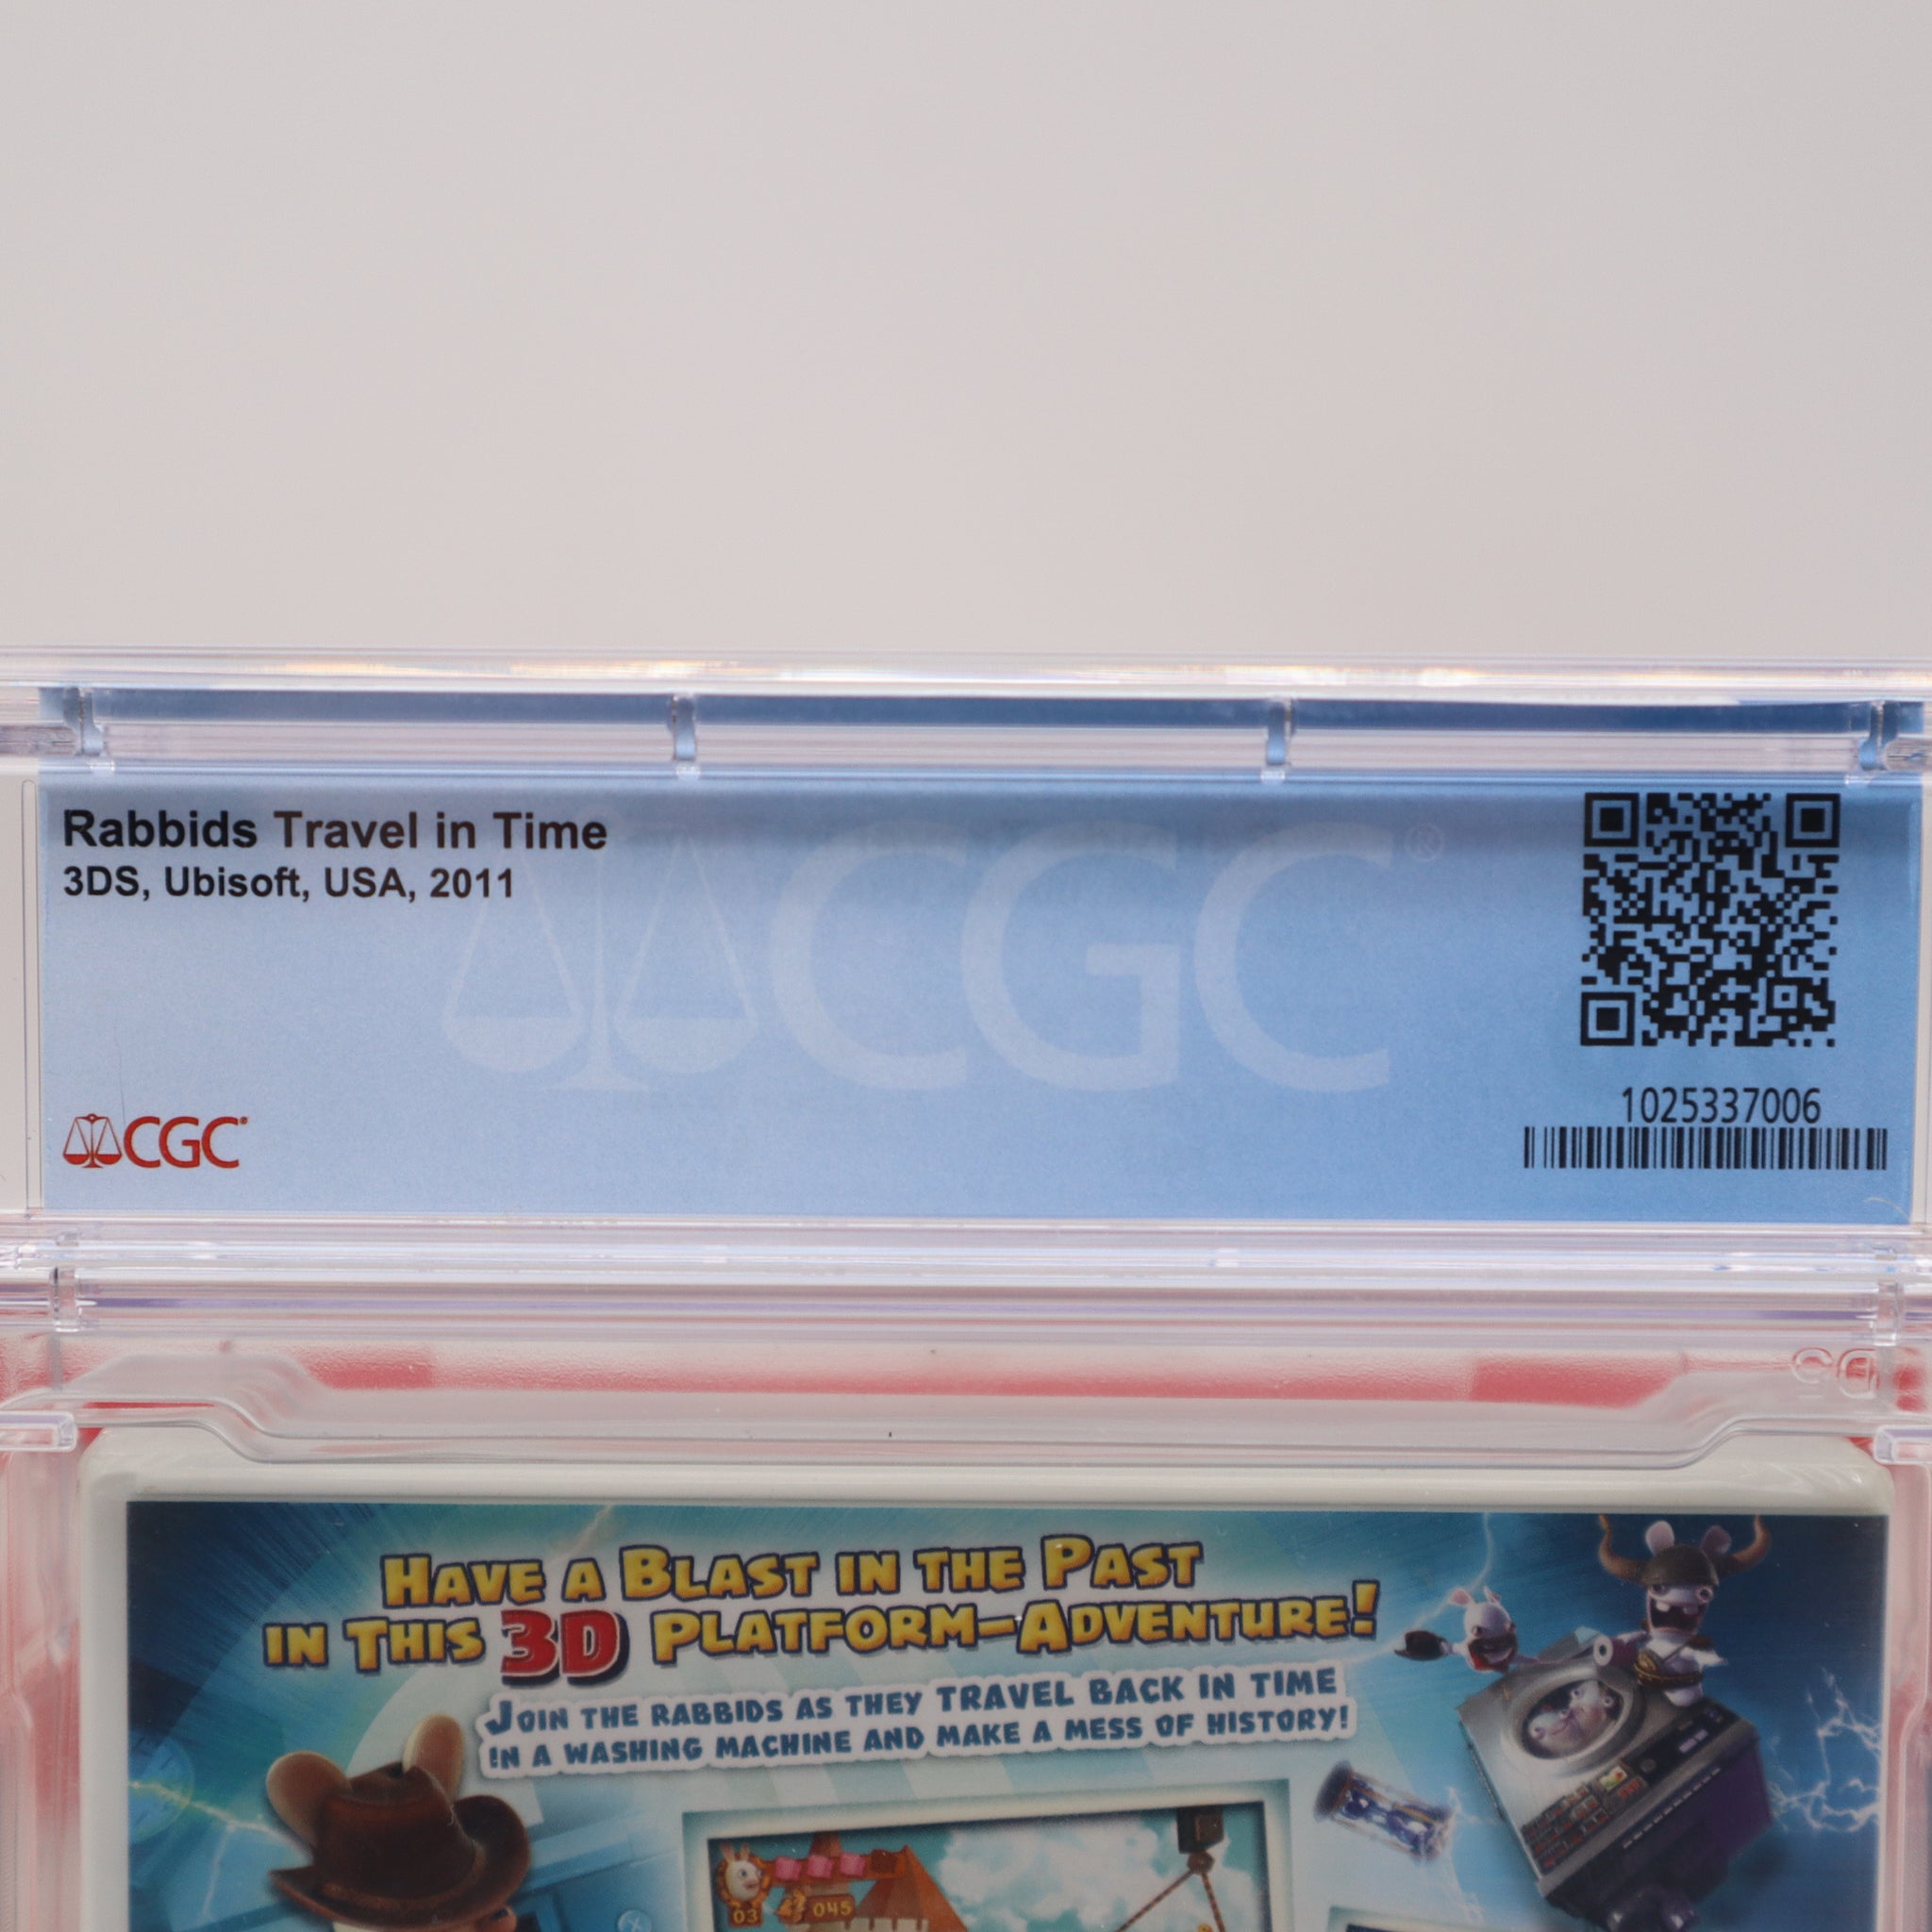 Rabbids Travel in Time
3DS, Ubisoft, USA, 2011
CGC®
CGC®
1025337006
HAVE A BLAST IN THE PAST
IN THIS 3D PLATFORM-ADVENTURE!
JOIN THE RABBIDS AS THEY TRAVEL BACK IN TIME
IN A WASHING MACHINE AND MAKE A MESS OF HISTORY!
03
045